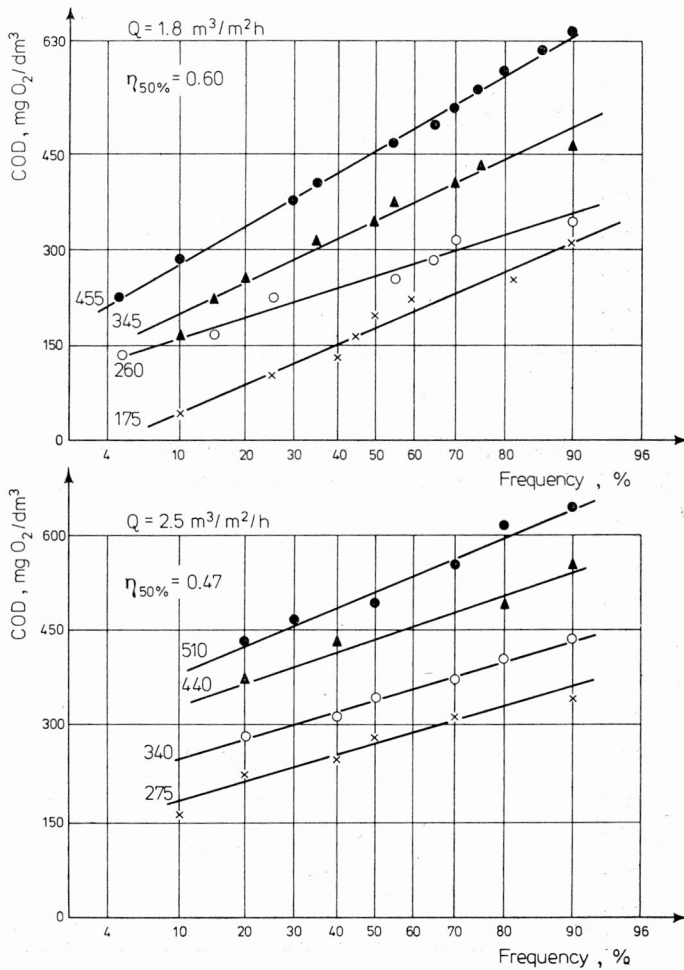 COD, mg O₂/dm³
Q = 1.8 m³/m²h
η50% = 0.60
630
450
300
150
0
455
345
260
175
4 10 20 30 40 50 60 70 80 90 96
Frequency , %
COD, mg O₂/dm³
Q = 2.5 m³/m²/h
η50% = 0.47
600
450
300
150
0
510
440
340
275
4 10 20 30 40 50 60 70 80 90 96
Frequency , %